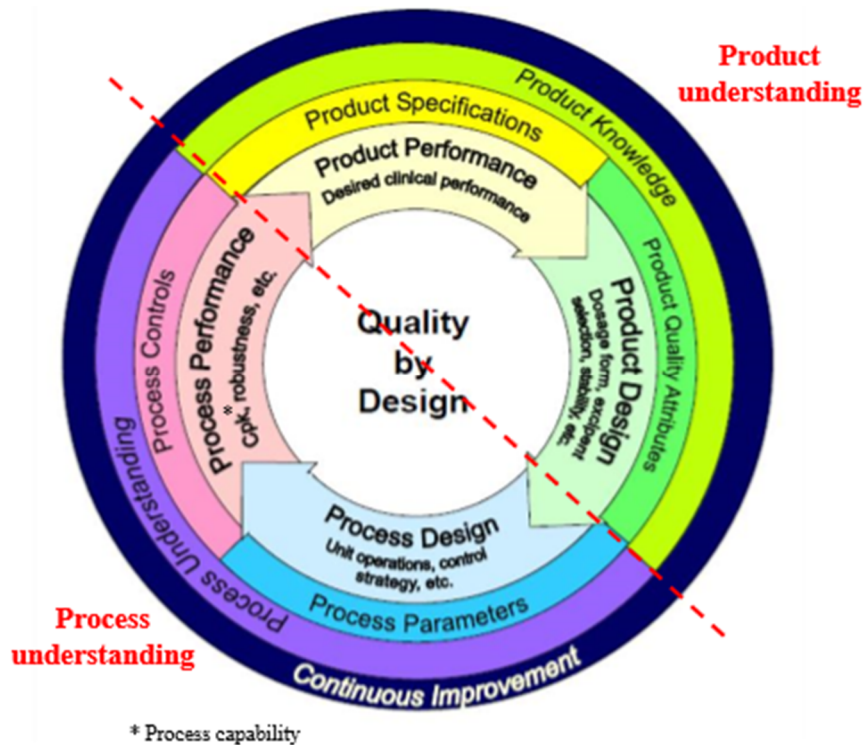 Product
understanding
Product Knowledge
Product Specifications
Product Performance
Desired clinical performance
Product Quality Attributes
Product Design
Dosage form, excipent
selection, stability, etc.
Quality
by
Design
Process Performance
Cpk, robustness, etc.
*
Process Controls
Process Understanding
Process Design
Unit operations, control
strategy, etc.
Process Parameters
Process
understanding
Continuous Improvement
* Process capability